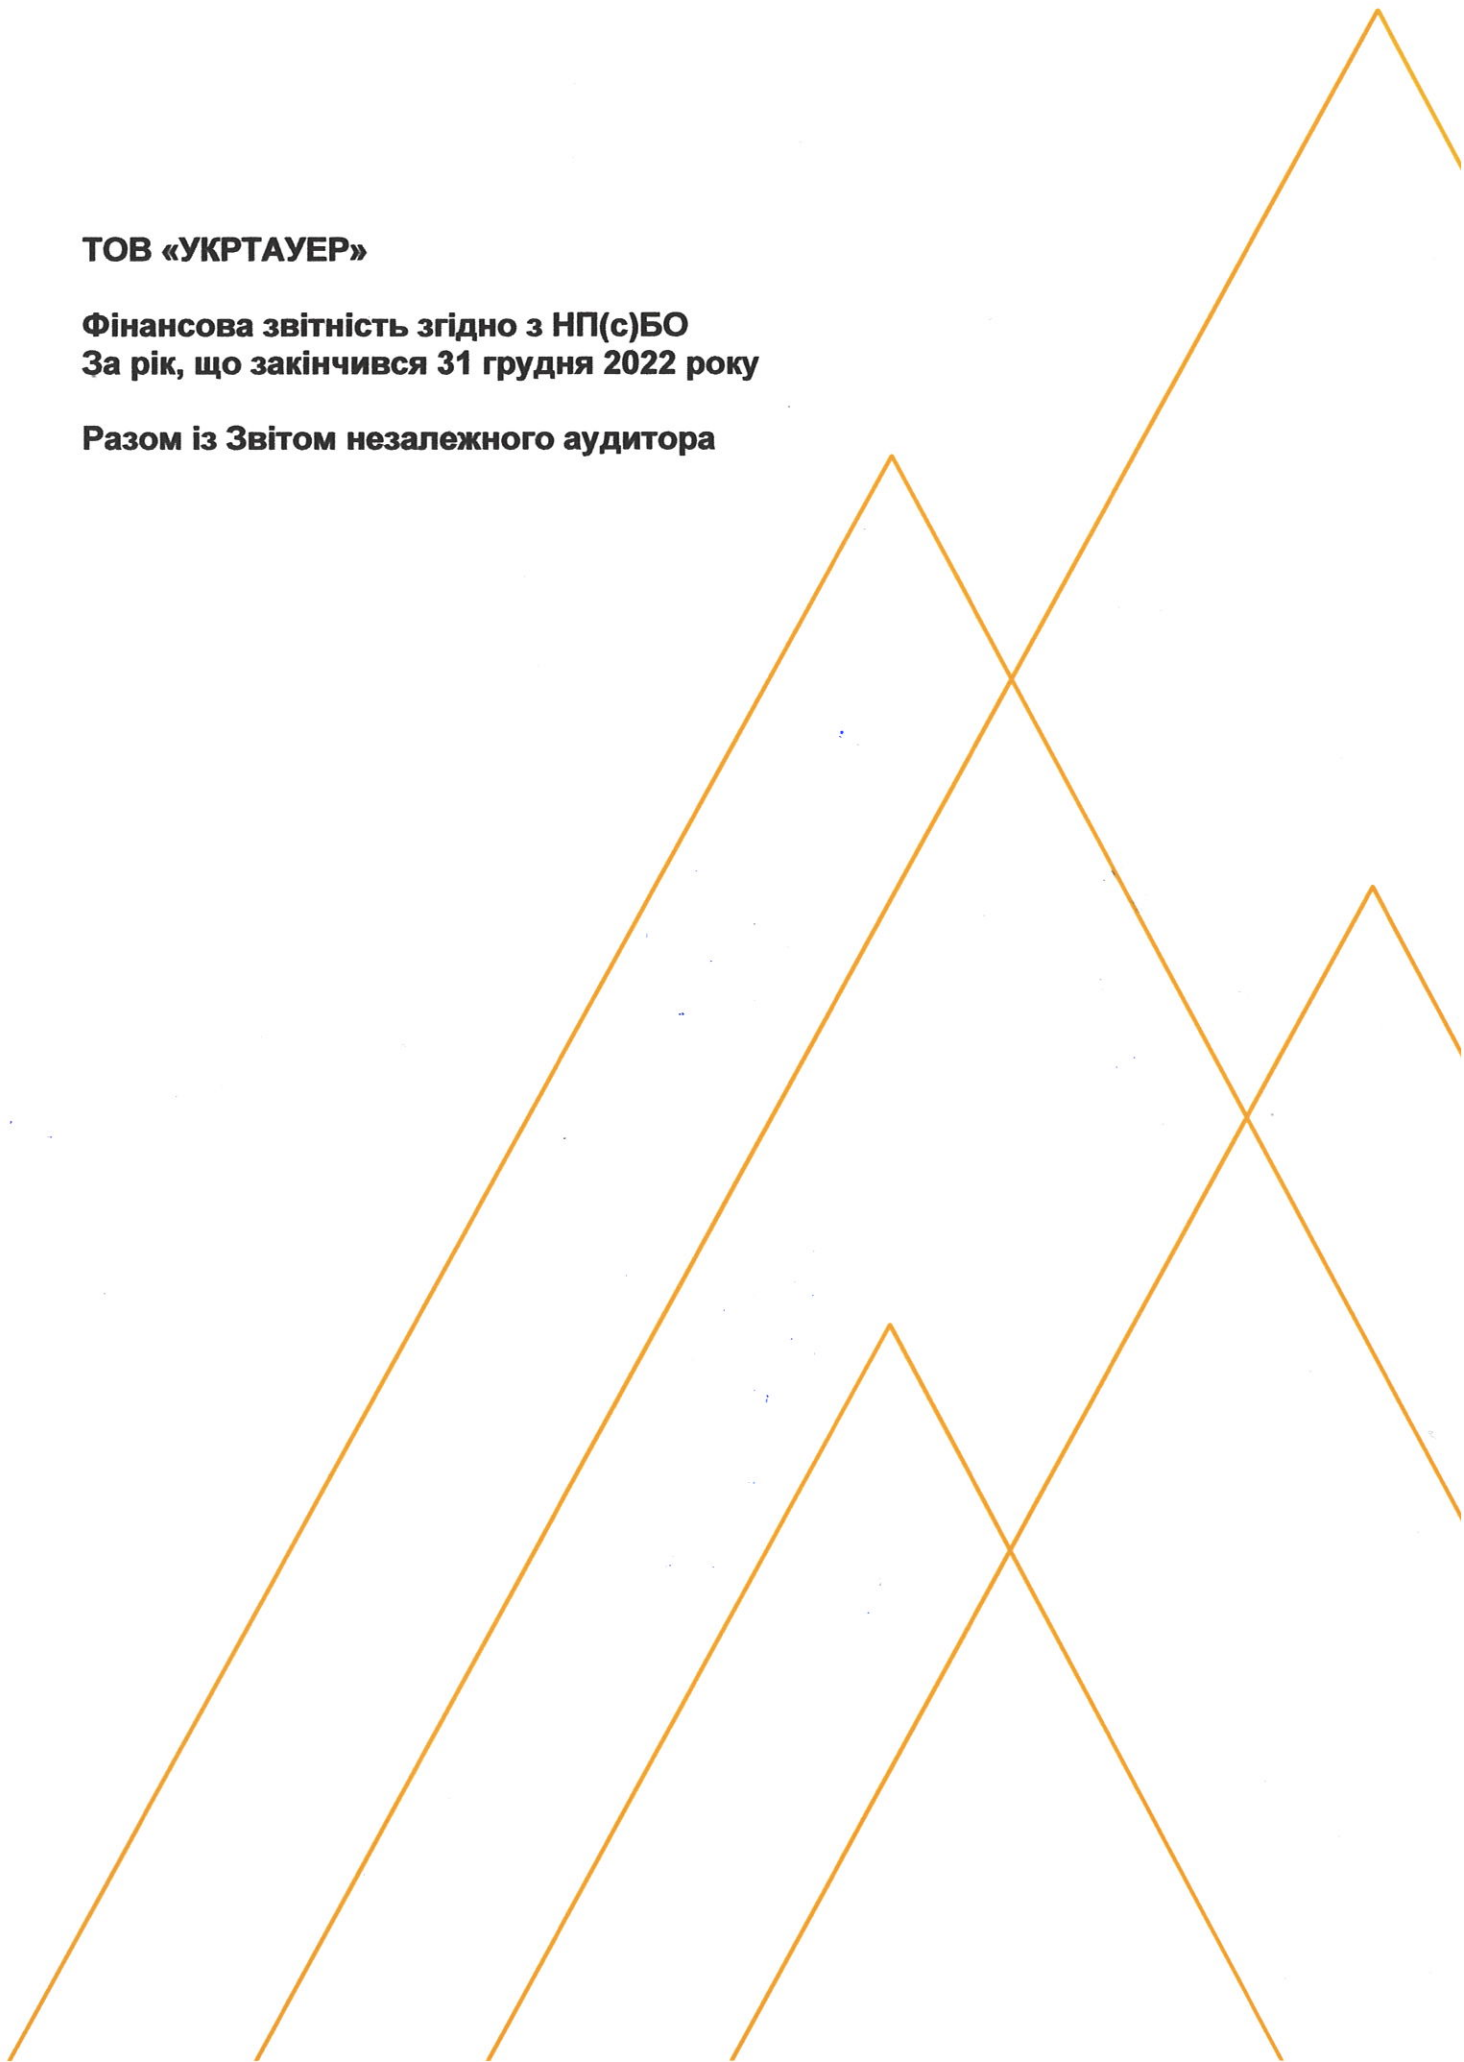 ТОВ «УКРТАУЕР»
Фінансова звітність згідно з НП(с)БО
За рік, що закінчився 31 грудня 2022 року
Разом із Звітом незалежного аудитора